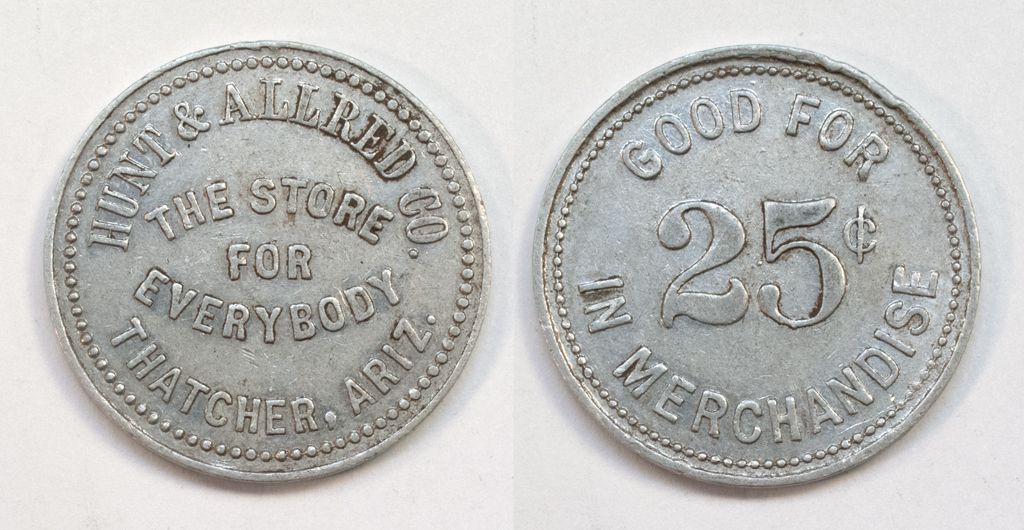 HUNT & ALLRED CO.
THE STORE
FOR
EVERYBODY
THATCHER, ARIZ.
GOOD FOR
25¢
IN MERCHANDISE